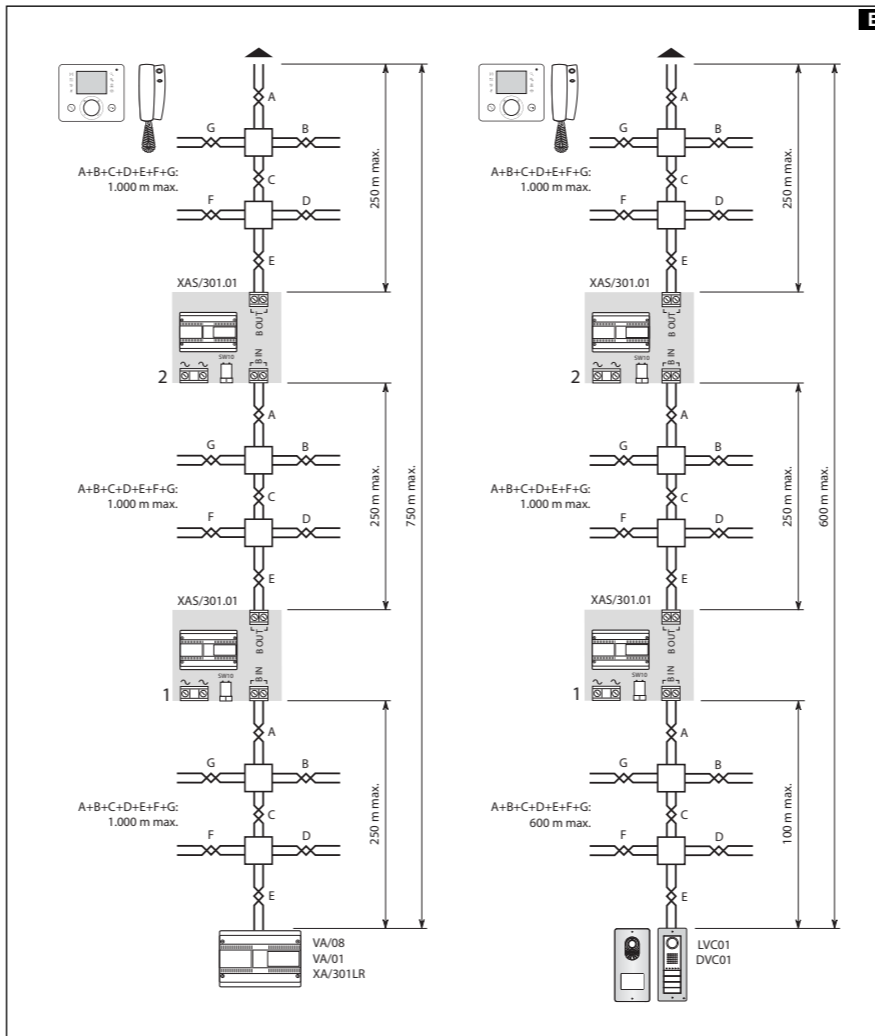 E
A
G
B
A+B+C+D+E+F+G:
1.000 m max.
C
F
D
E
250 m max.
XAS/301.01
B OUT
B IN
SW10
2
A
G
B
A+B+C+D+E+F+G:
1.000 m max.
C
F
D
E
250 m max.
750 m max.
XAS/301.01
B OUT
B IN
SW10
1
A
G
B
A+B+C+D+E+F+G:
1.000 m max.
C
F
D
E
250 m max.
VA/08
VA/01
XA/301LR
A
G
B
A+B+C+D+E+F+G:
1.000 m max.
C
F
D
E
250 m max.
XAS/301.01
B OUT
B IN
SW10
2
A
G
B
A+B+C+D+E+F+G:
1.000 m max.
C
F
D
E
250 m max.
600 m max.
XAS/301.01
B OUT
B IN
SW10
1
A
G
B
A+B+C+D+E+F+G:
600 m max.
C
F
D
E
100 m max.
LVC01
DVC01